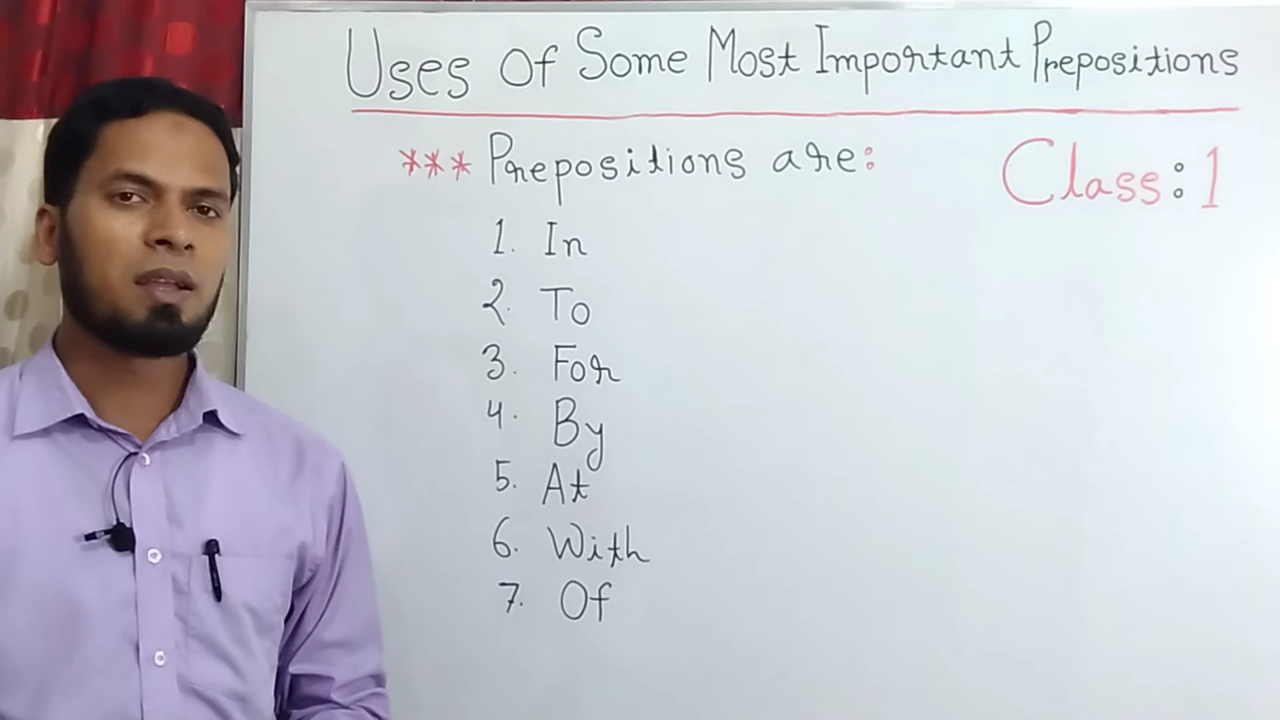 Uses Of Some Most Important Prepositions
*** Prepositions are:
Class: 1
1. In
2. To
3. For
4. By
5. At
6. With
7. Of